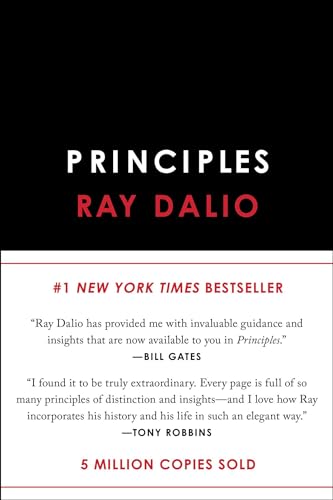 PRINCIPLES
RAY DALIO
#1 NEW YORK TIMES BESTSELLER
“Ray Dalio has provided me with invaluable guidance and
insights that are now available to you in Principles.”
—BILL GATES
“I found it to be truly extraordinary. Every page is full of so
many principles of distinction and insights—and I love how Ray
incorporates his history and his life in such an elegant way.”
—TONY ROBBINS
5 MILLION COPIES SOLD